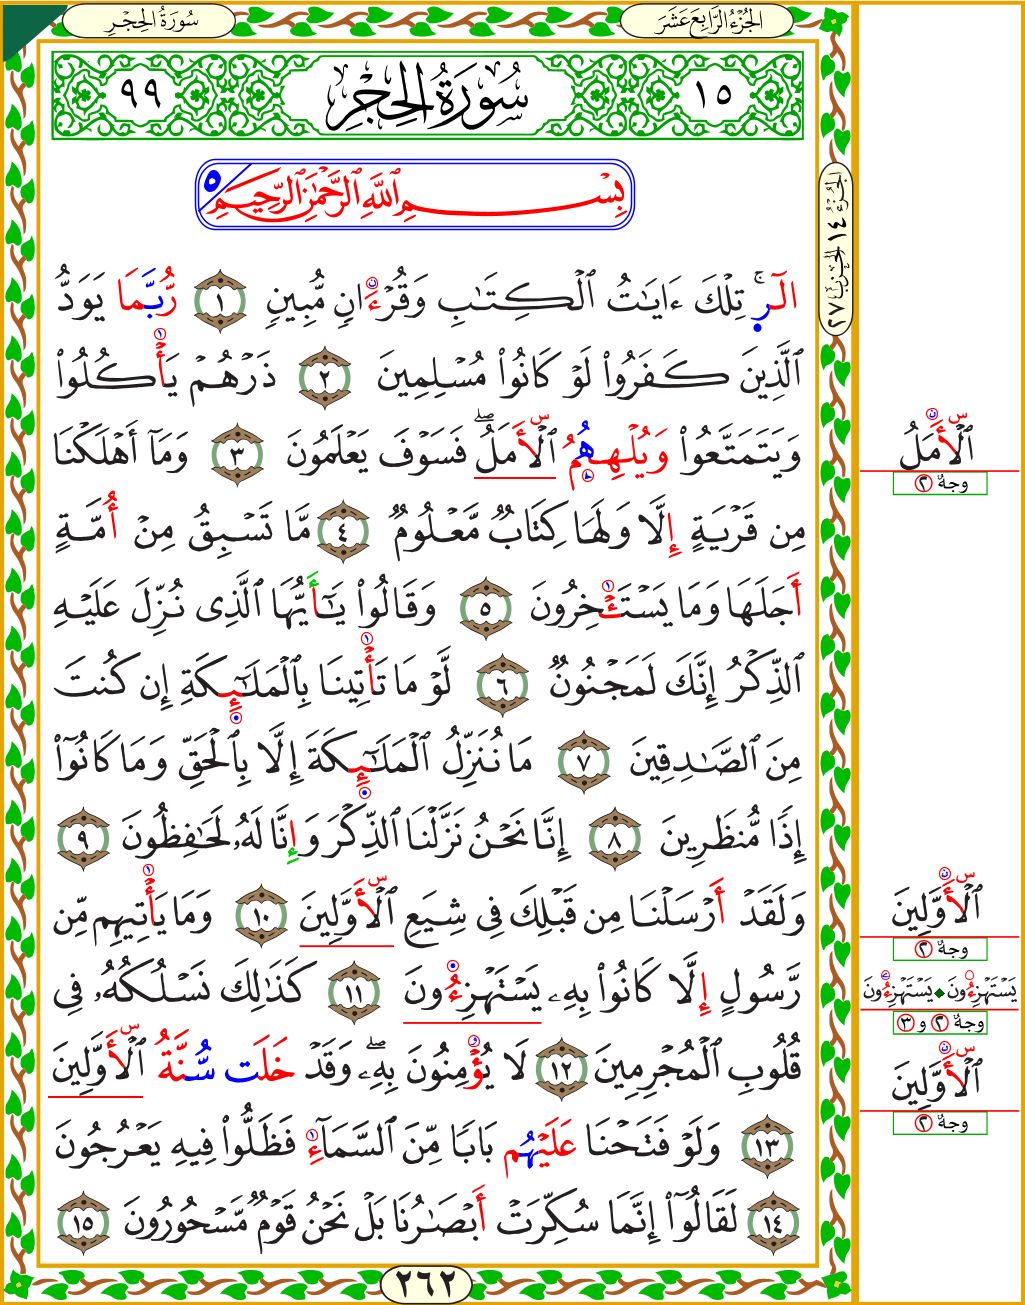 سُورَةُ الحِجْرِ
الجُزْءُ الرَّابِعَ عَشَرَ
١٥ سُورَةُ الْحِجْرِ ٩٩
بِسْمِ ٱللَّهِ ٱلرَّحْمَٰنِ ٱلرَّحِيمِ ٥
الجُزْءُ ١٤ الحِزْبُ ٢٧
الٓرۚ تِلْكَ ءَايَٰتُ ٱلْكِتَٰبِ وَقُرْءَانٖ مُّبِينٖ ١ رُّبَّمَا يَوَدُّ
ٱلَّذِينَ كَفَرُواْ لَوْ كَانُواْ مُسْلِمِينَ ٢ ذَرْهُمْ يَأْكُلُواْ
وَيَتَمَتَّعُواْ وَيُلْهِهِمُ ٱلْأَمَلُۖ فَسَوْفَ يَعْلَمُونَ ٣ وَمَآ أَهْلَكْنَا
مِن قَرْيَةٍ إِلَّا وَلَهَا كِتَابٞ مَّعْلُومٞ ٤ مَّا تَسْبِقُ مِنْ أُمَّةٍ
أَجَلَهَا وَمَا يَسْتَـْٔخِرُونَ ٥ وَقَالُواْ يَٰٓأَيُّهَا ٱلَّذِى نُزِّلَ عَلَيْهِ
ٱلذِّكْرُ إِنَّكَ لَمَجْنُونٞ ٦ لَّوْ مَا تَأْتِينَا بِٱلْمَلَٰٓئِكَةِ إِن كُنتَ
مِنَ ٱلصَّٰدِقِينَ ٧ مَا نُنَزِّلُ ٱلْمَلَٰٓئِكَةَ إِلَّا بِٱلْحَقِّ وَمَا كَانُوٓاْ
إِذٗا مُّنظَرِينَ ٨ إِنَّا نَحْنُ نَزَّلْنَا ٱلذِّكْرَ وَإِنَّا لَهُۥ لَحَٰفِظُونَ ٩
وَلَقَدْ أَرْسَلْنَا مِن قَبْلِكَ فِى شِيَعِ ٱلْأَوَّلِينَ ١٠ وَمَا يَأْتِيهِم مِّن
رَّسُولٍ إِلَّا كَانُواْ بِهِۦ يَسْتَهْزِءُونَ ١١ كَذَٰلِكَ نَسْلُكُهُۥ فِى
قُلُوبِ ٱلْمُجْرِمِينَ ١٢ لَا يُؤْمِنُونَ بِهِۦۖ وَقَدْ خَلَتْ سُنَّةُ ٱلْأَوَّلِينَ
١٣ وَلَوْ فَتَحْنَا عَلَيْهِم بَابٗا مِّنَ ٱلسَّمَآءِ فَظَلُّواْ فِيهِ يَعْرُجُونَ
١٤ لَقَالُوٓاْ إِنَّمَا سُكِّرَتْ أَبْصَٰرُنَا بَلْ نَحْنُ قَوْمٞ مَّسْحُورُونَ ١٥
٢٦٢
س ن
ٱلْأَمَلُ
وجهٌ ٢
س ن
ٱلْأَوَّلِينَ
وجهٌ ٢
يَسْتَهْزِءُونَ ◆ يَسْتَهْزِءُونَ
وجهٌ ٢ و ٣
س ن
ٱلْأَوَّلِينَ
وجهٌ ٢